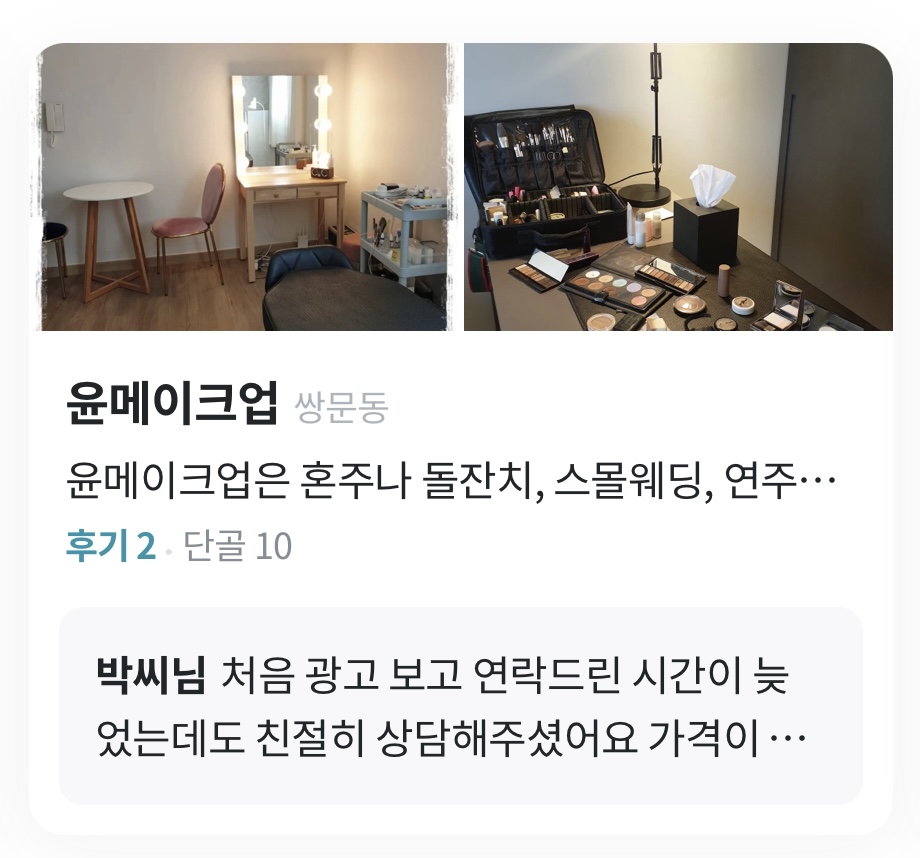 윤메이크업 쌍문동
윤메이크업은 혼주나 돌잔치, 스몰웨딩, 연주…
후기 2 · 단골 10
박씨님 처음 광고 보고 연락드린 시간이 늦
었는데도 친절히 상담해주셨어요 가격이 …